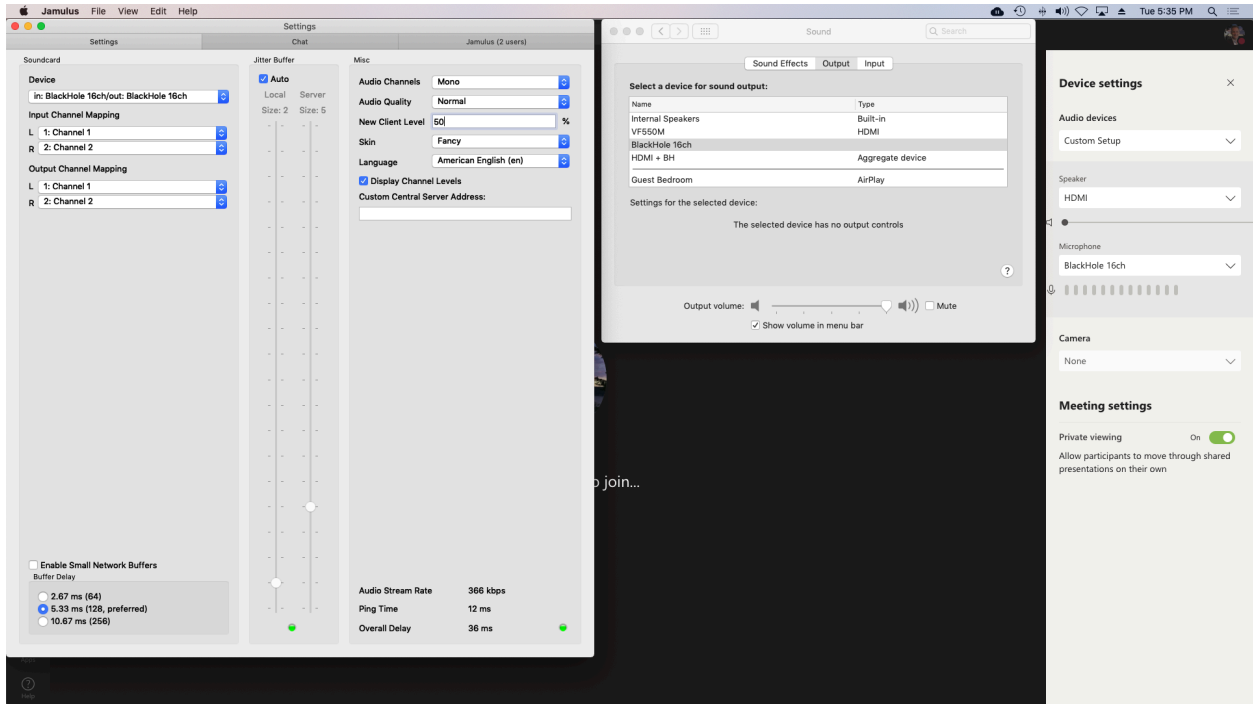 Jamulus File View Edit Help
Tue 5:35 PM
Settings
Settings Chat Jamulus (2 users)
Soundcard
Device
in: BlackHole 16ch/out: BlackHole 16ch
Input Channel Mapping
L 1: Channel 1
R 2: Channel 2
Output Channel Mapping
L 1: Channel 1
R 2: Channel 2
Enable Small Network Buffers
Buffer Delay
2.67 ms (64)
5.33 ms (128, preferred)
10.67 ms (256)
Jitter Buffer
Auto
Local Server
Size: 2 Size: 5
Misc
Audio Channels Mono
Audio Quality Normal
New Client Level 50 %
Skin Fancy
Language American English (en)
Display Channel Levels
Custom Central Server Address:
Audio Stream Rate 366 kbps
Ping Time 12 ms
Overall Delay 36 ms
Sound
Search
Sound Effects Output Input
Select a device for sound output:
Name Type
Internal Speakers Built-in
VF550M HDMI
BlackHole 16ch
HDMI + BH Aggregate device
Guest Bedroom AirPlay
Settings for the selected device:
The selected device has no output controls
?
Output volume: Mute
Show volume in menu bar
o join...
Device settings
Audio devices
Custom Setup
Speaker
HDMI
Microphone
BlackHole 16ch
Camera
None
Meeting settings
Private viewing On
Allow participants to move through shared
presentations on their own
Apps
?
Help